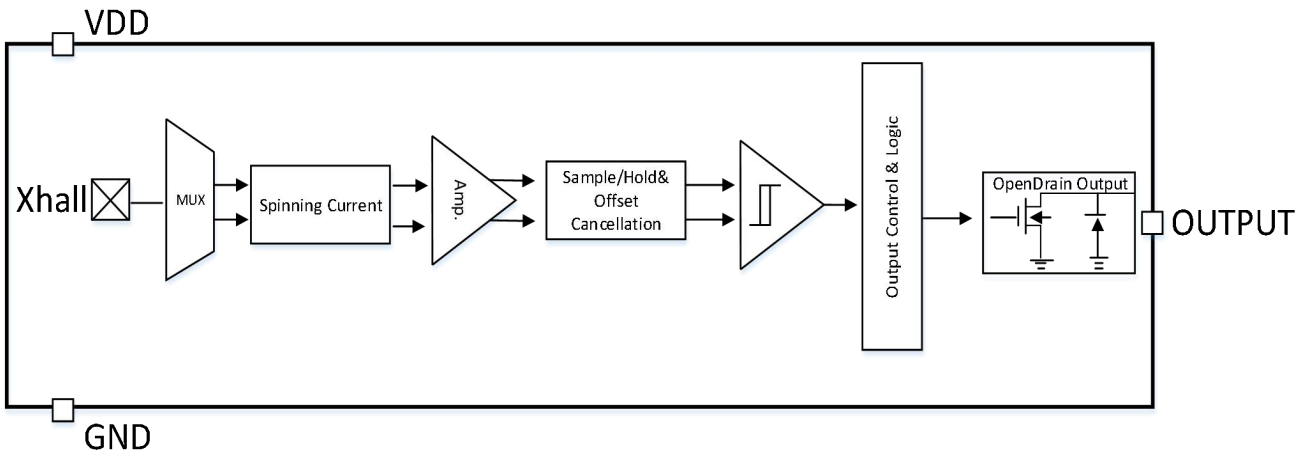 VDD
Xhall
MUX
Spinning Current
Amp.
Sample/Hold&
Offset
Cancellation
Output Control & Logic
OpenDrain Output
OUTPUT
GND